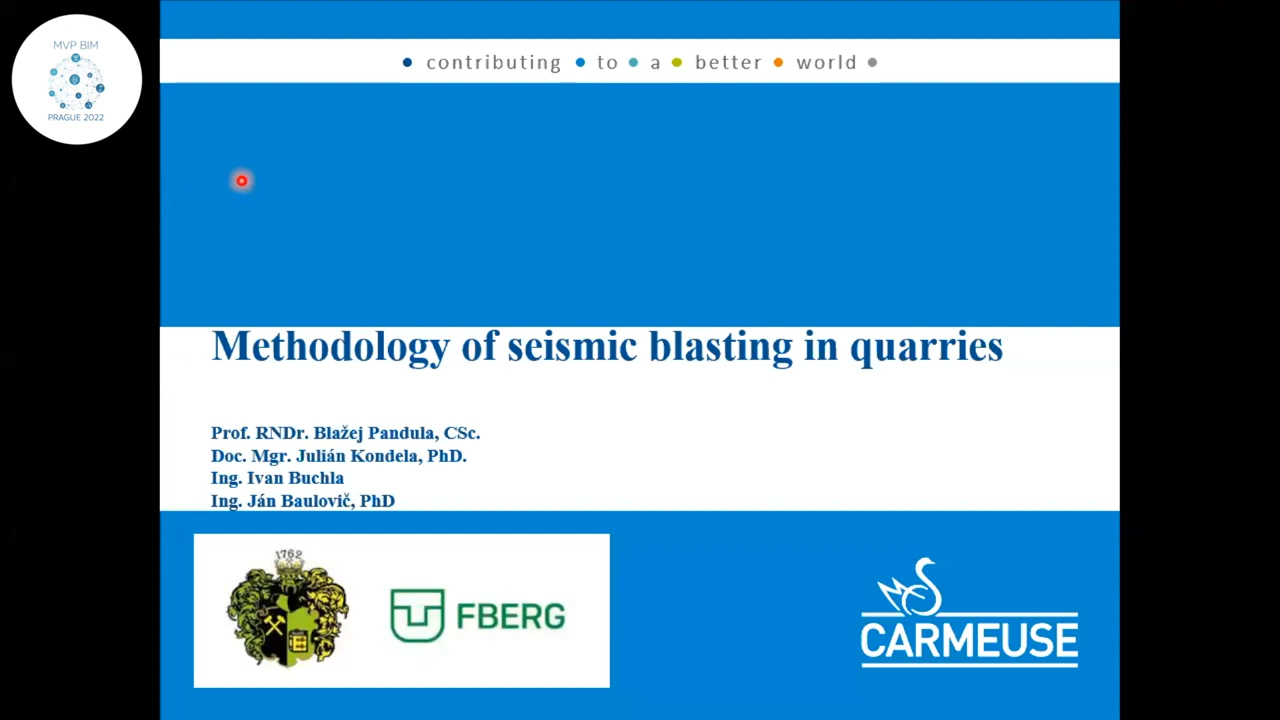 MVP BIM
PRAGUE 2022
contributing to a better world
Methodology of seismic blasting in quarries
Prof. RNDr. Blažej Pandula, CSc.
Doc. Mgr. Julián Kondela, PhD.
Ing. Ivan Buchla
Ing. Ján Baulovič, PhD
1762
FBERG
CARMEUSE